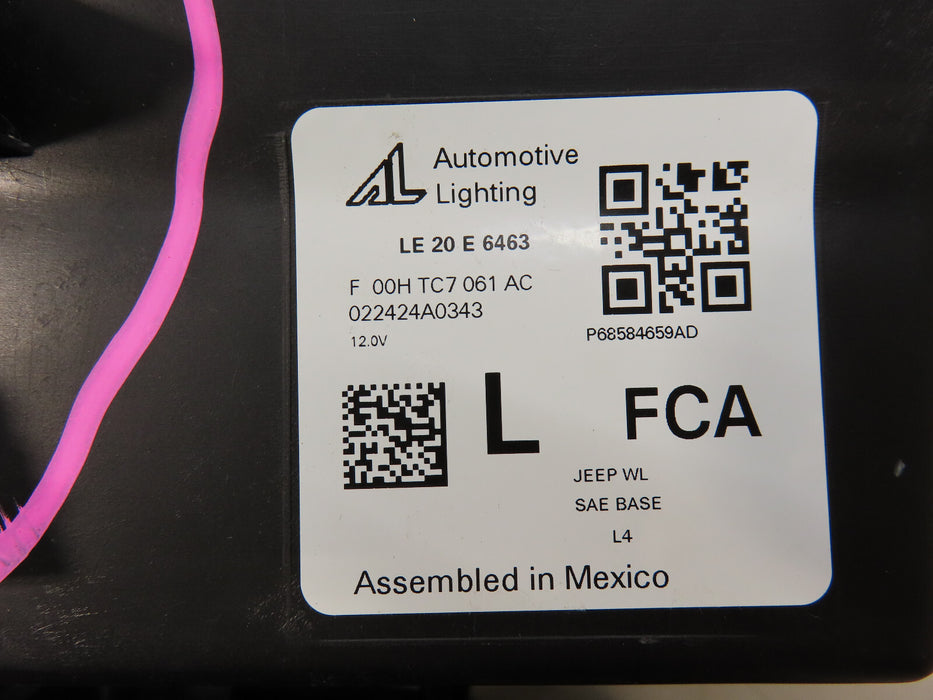 AL Automotive
Lighting
LE 20 E 6463
F 00H TC7 061 AC
022424A0343
12.0V
P68584659AD
L FCA
JEEP WL
SAE BASE
L4
Assembled in Mexico